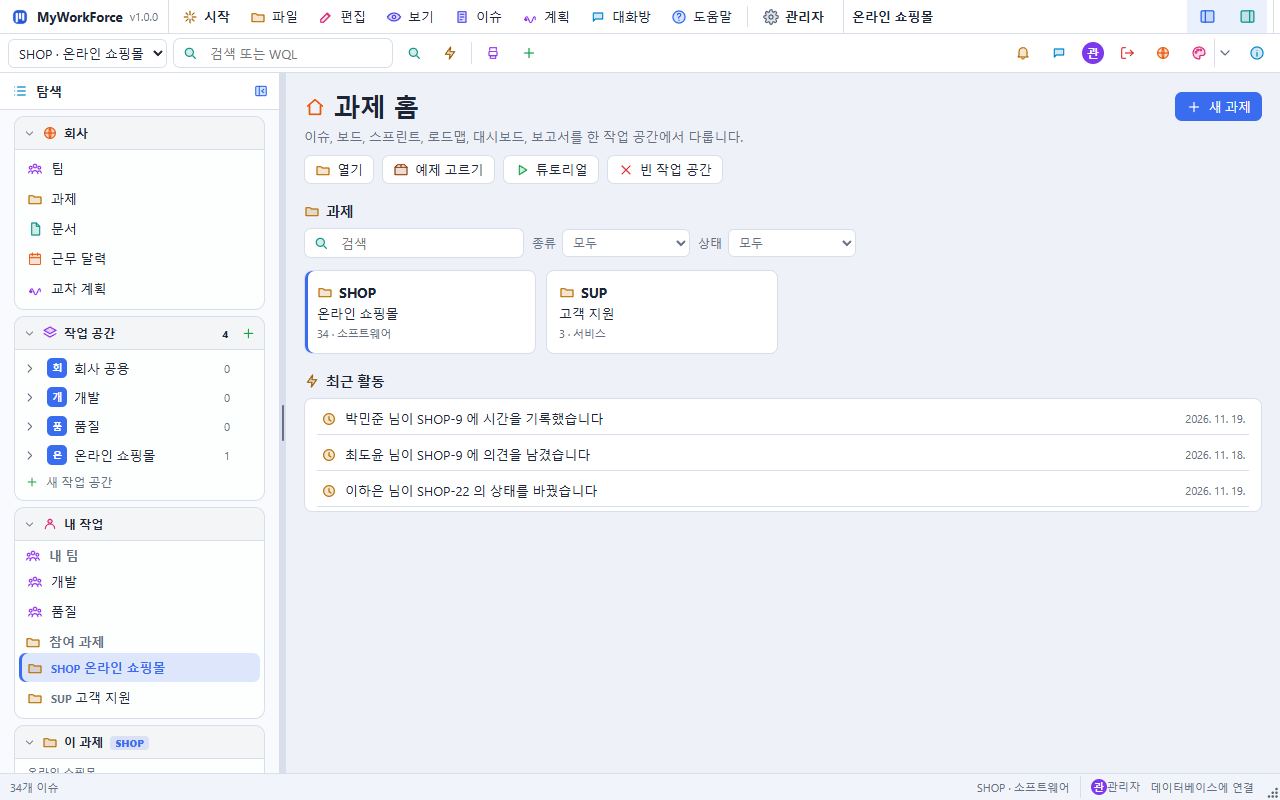 MyWorkForce v1.0.0 시작 파일 편집 보기 이슈 계획 대화방 도움말 관리자 온라인 쇼핑몰
SHOP · 온라인 쇼핑몰 검색 또는 WQL 관
탐색
회사
팀
과제
문서
근무 달력
교차 계획
작업 공간 4
회 회사 공용 0
개 개발 0
품 품질 0
온 온라인 쇼핑몰 1
새 작업 공간
내 작업
내 팀
개발
품질
참여 과제
SHOP 온라인 쇼핑몰
SUP 고객 지원
이 과제 SHOP
온라인 쇼핑몰
과제 홈 새 과제
이슈, 보드, 스프린트, 로드맵, 대시보드, 보고서를 한 작업 공간에서 다룹니다.
열기 예제 고르기 튜토리얼 빈 작업 공간
과제
검색 종류 모두 상태 모두
SHOP
온라인 쇼핑몰
34 · 소프트웨어
SUP
고객 지원
3 · 서비스
최근 활동
박민준 님이 SHOP-9 에 시간을 기록했습니다 2026. 11. 19.
최도윤 님이 SHOP-9 에 의견을 남겼습니다 2026. 11. 18.
이하은 님이 SHOP-22 의 상태를 바꿨습니다 2026. 11. 19.
34개 이슈 SHOP · 소프트웨어 관 관리자 데이터베이스에 연결